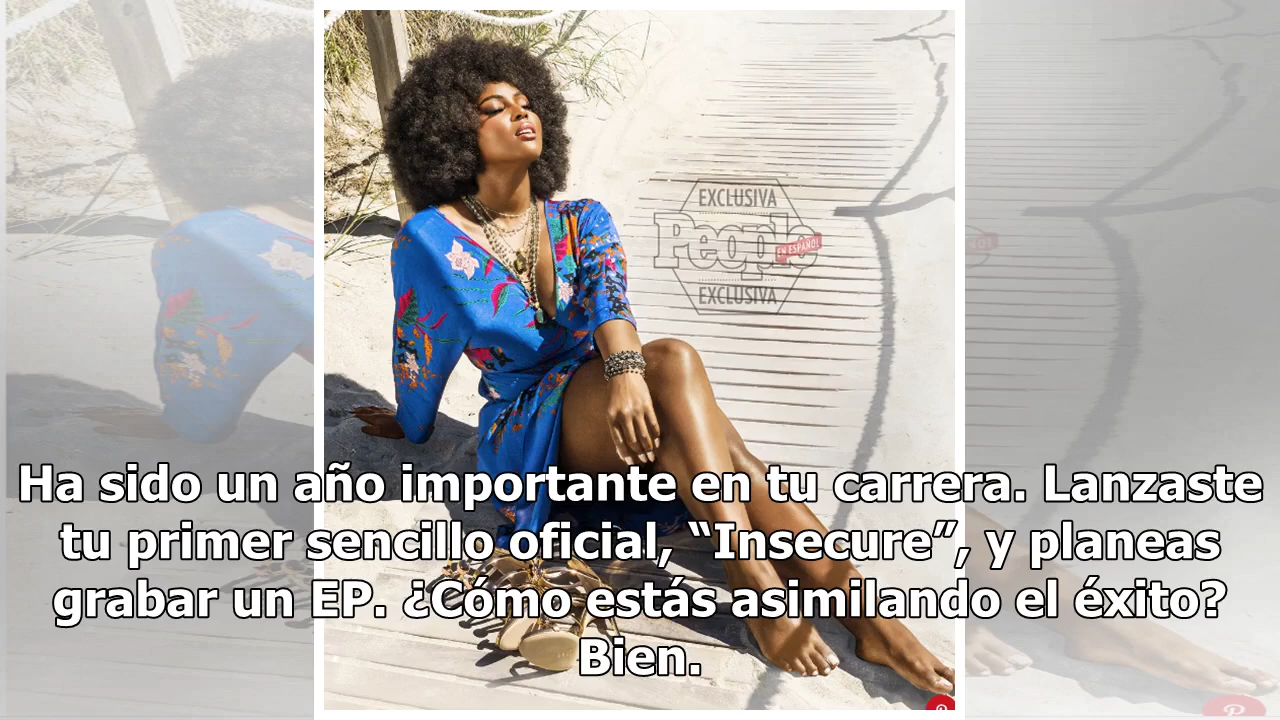 EXCLUSIVA
People
EN ESPAÑOL
EXCLUSIVA
Ha sido un año importante en tu carrera. Lanzaste
tu primer sencillo oficial, “Insecure”, y planeas
grabar un EP. ¿Cómo estás asimilando el éxito?
Bien.